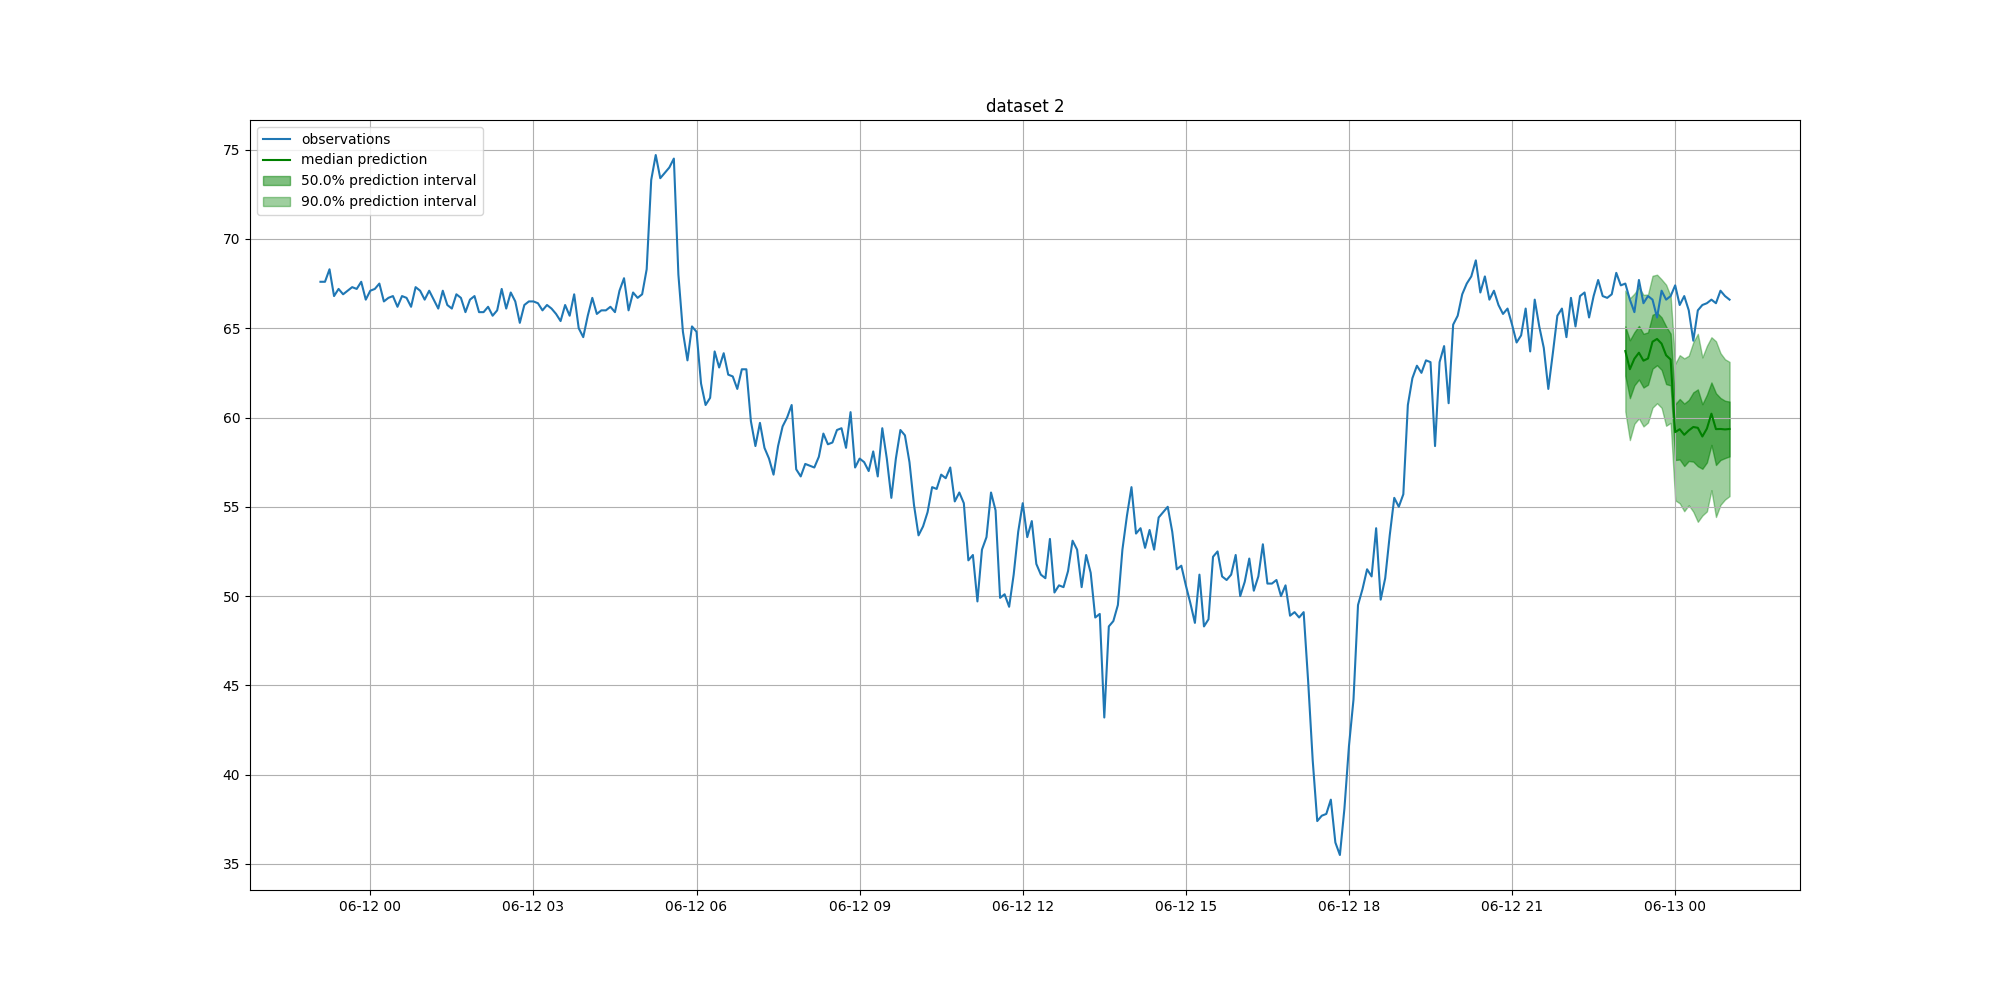 dataset 2
observations
median prediction
50.0% prediction interval
90.0% prediction interval
75
70
65
60
55
50
45
40
35
06-12 00 06-12 03 06-12 06 06-12 09 06-12 12 06-12 15 06-12 18 06-12 21 06-13 00